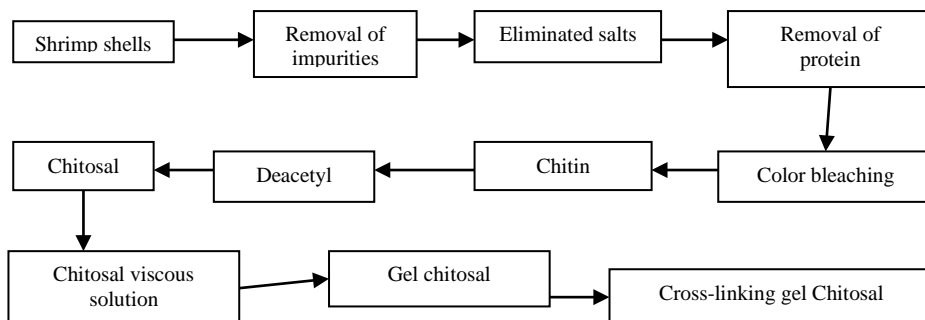 Shrimp shells
Removal of
impurities
Eliminated salts
Removal of
protein
Color bleaching
Chitin
Deacetyl
Chitosal
Chitosal viscous
solution
Gel chitosal
Cross-linking gel Chitosal